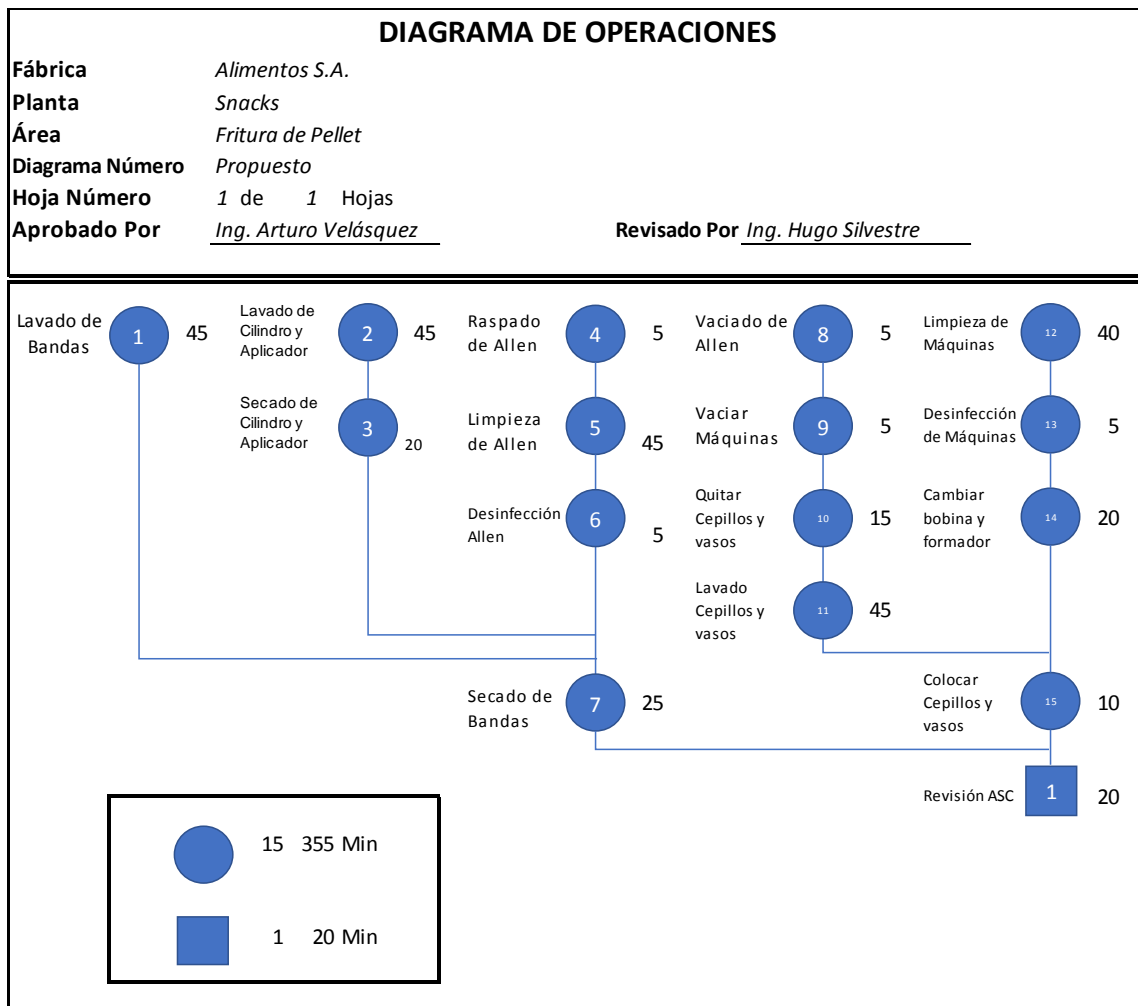 DIAGRAMA DE OPERACIONES
Fábrica Alimentos S.A.
Planta Snacks
Área Fritura de Pellet
Diagrama Número Propuesto
Hoja Número 1 de 1 Hojas
Aprobado Por Ing. Arturo Velásquez Revisado Por Ing. Hugo Silvestre
Lavado de
Bandas
1
45
Lavado de
Cilindro y
Aplicador
2
45
Raspado
de Allen
4
5
Vaciado de
Allen
8
5
Limpieza de
Máquinas
12
40
Secado de
Cilindro y
Aplicador
3
20
Limpieza
de Allen
5
45
Vaciar
Máquinas
9
5
Desinfección
de Máquinas
13
5
Desinfección
Allen
6
5
Quitar
Cepillos y
vasos
10
15
Cambiar
bobina y
formador
14
20
Lavado
Cepillos y
vasos
11
45
Secado de
Bandas
7
25
Colocar
Cepillos y
vasos
15
10
Revisión ASC
1
20
15 355 Min
1 20 Min